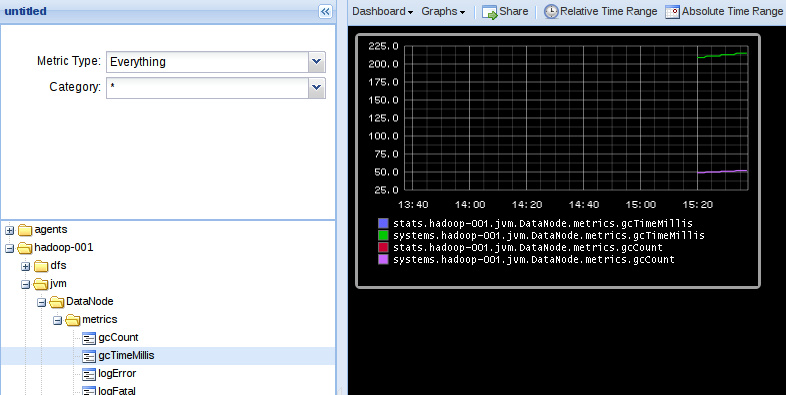 untitled
Metric Type: Everything
Category: *
agents
hadoop-001
dfs
jvm
DataNode
metrics
gcCount
gcTimeMillis
logError
logFatal
Dashboard Graphs Share Relative Time Range Absolute Time Range
225.0
200.0
175.0
150.0
125.0
100.0
75.0
50.0
25.0
13:40 14:00 14:20 14:40 15:00 15:20
stats.hadoop-001.jvm.DataNode.metrics.gcTimeMillis
systems.hadoop-001.jvm.DataNode.metrics.gcTimeMillis
stats.hadoop-001.jvm.DataNode.metrics.gcCount
systems.hadoop-001.jvm.DataNode.metrics.gcCount